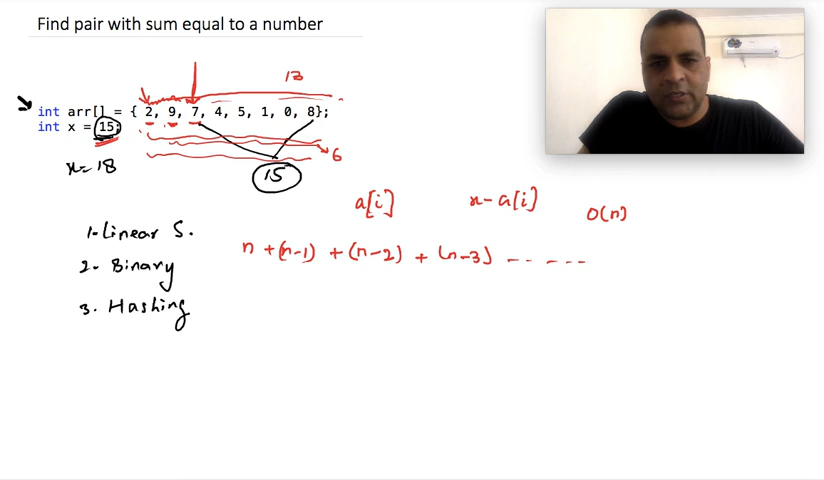 Find pair with sum equal to a number
13
int arr[] = { 2, 9, 7, 4, 5, 1, 0, 8};
int x = 15;
6
x=18
15
a[i] x-a[i] O(n)
1-Linear S.
n +(n-1) +(n-2) + (n-3) ------
2- Binary
3. Hashing